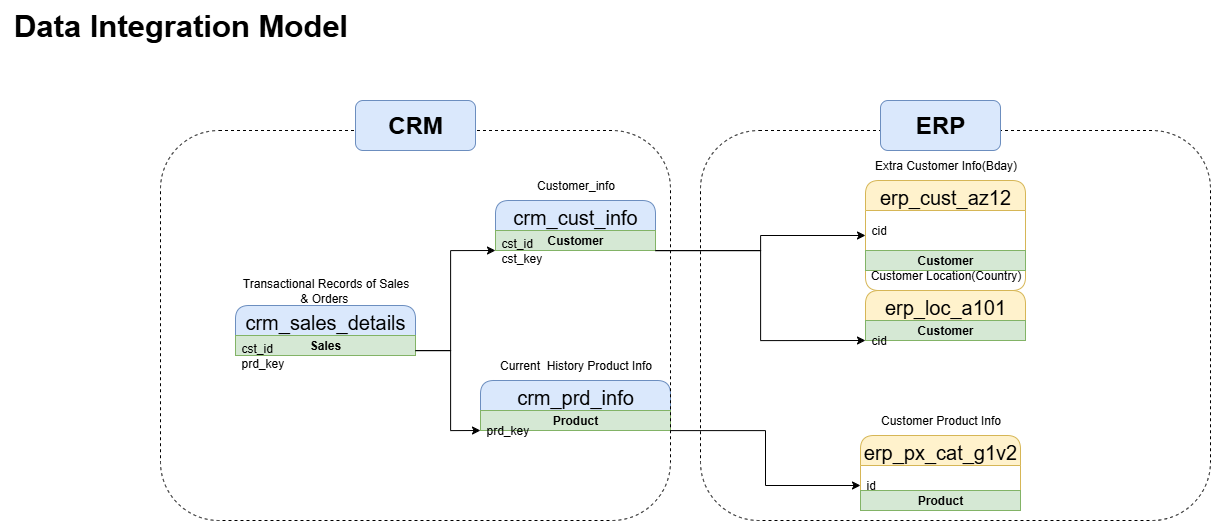 Data Integration Model
CRM
ERP
Extra Customer Info(Bday)
erp_cust_az12
cid
Customer
Customer Location(Country)
erp_loc_a101
Customer
cid
Customer_info
crm_cust_info
cst_id
Customer
cst_key
Transactional Records of Sales
& Orders
crm_sales_details
cst_id
Sales
prd_key
Current History Product Info
crm_prd_info
Product
prd_key
Customer Product Info
erp_px_cat_g1v2
id
Product